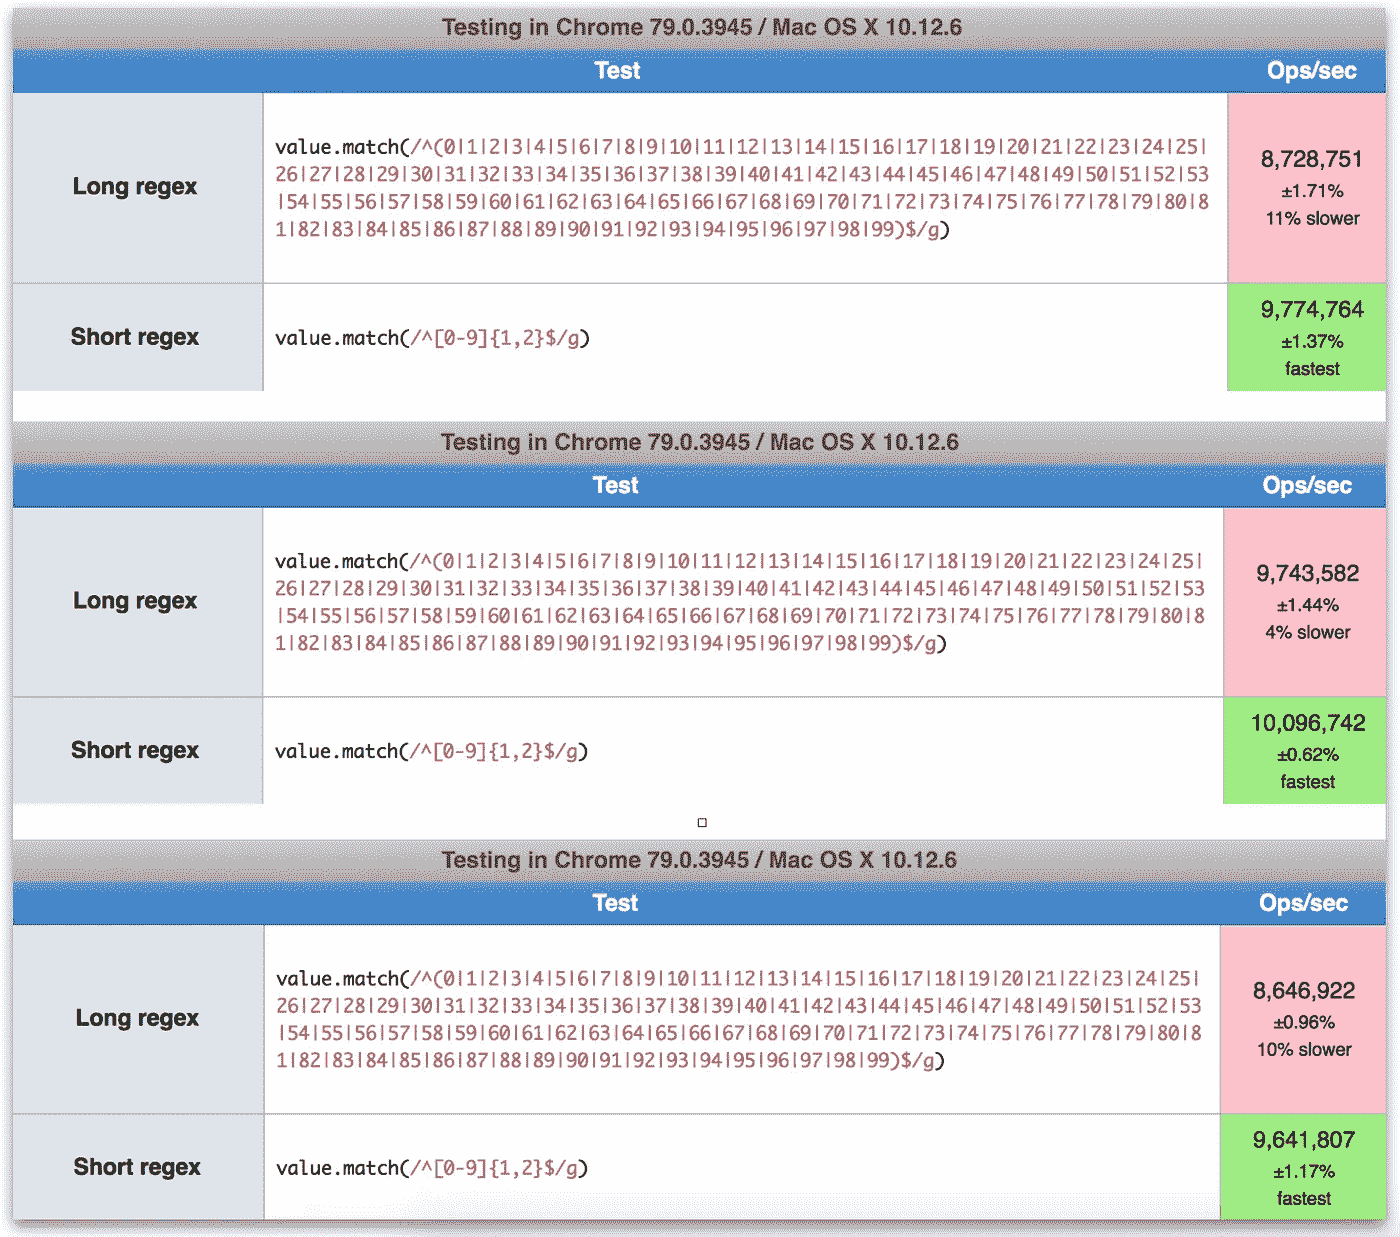 Testing in Chrome 79.0.3945 / Mac OS X 10.12.6
Test Ops/sec
Long regex
value.match(/^(0|1|2|3|4|5|6|7|8|9|10|11|12|13|14|15|16|17|18|19|20|21|22|23|24|25|
26|27|28|29|30|31|32|33|34|35|36|37|38|39|40|41|42|43|44|45|46|47|48|49|50|51|52|53
|54|55|56|57|58|59|60|61|62|63|64|65|66|67|68|69|70|71|72|73|74|75|76|77|78|79|80|8
1|82|83|84|85|86|87|88|89|90|91|92|93|94|95|96|97|98|99)$/g)
8,728,751
±1.71%
11% slower
Short regex
value.match(/^[0-9]{1,2}$/g)
9,774,764
±1.37%
fastest
Testing in Chrome 79.0.3945 / Mac OS X 10.12.6
Test Ops/sec
Long regex
value.match(/^(0|1|2|3|4|5|6|7|8|9|10|11|12|13|14|15|16|17|18|19|20|21|22|23|24|25|
26|27|28|29|30|31|32|33|34|35|36|37|38|39|40|41|42|43|44|45|46|47|48|49|50|51|52|53
|54|55|56|57|58|59|60|61|62|63|64|65|66|67|68|69|70|71|72|73|74|75|76|77|78|79|80|8
1|82|83|84|85|86|87|88|89|90|91|92|93|94|95|96|97|98|99)$/g)
9,743,582
±1.44%
4% slower
Short regex
value.match(/^[0-9]{1,2}$/g)
10,096,742
±0.62%
fastest
Testing in Chrome 79.0.3945 / Mac OS X 10.12.6
Test Ops/sec
Long regex
value.match(/^(0|1|2|3|4|5|6|7|8|9|10|11|12|13|14|15|16|17|18|19|20|21|22|23|24|25|
26|27|28|29|30|31|32|33|34|35|36|37|38|39|40|41|42|43|44|45|46|47|48|49|50|51|52|53
|54|55|56|57|58|59|60|61|62|63|64|65|66|67|68|69|70|71|72|73|74|75|76|77|78|79|80|8
1|82|83|84|85|86|87|88|89|90|91|92|93|94|95|96|97|98|99)$/g)
8,646,922
±0.96%
10% slower
Short regex
value.match(/^[0-9]{1,2}$/g)
9,641,807
±1.17%
fastest